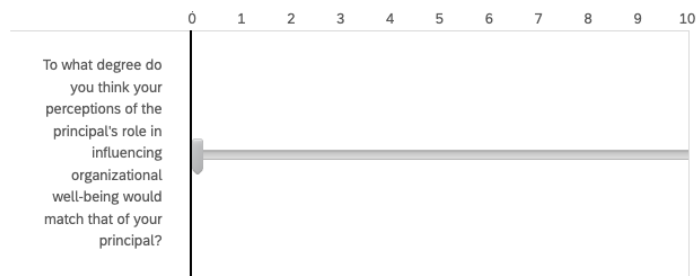 0 1 2 3 4 5 6 7 8 9 10
To what degree do
you think your
perceptions of the
principal's role in
influencing
organizational
well-being would
match that of your
principal?